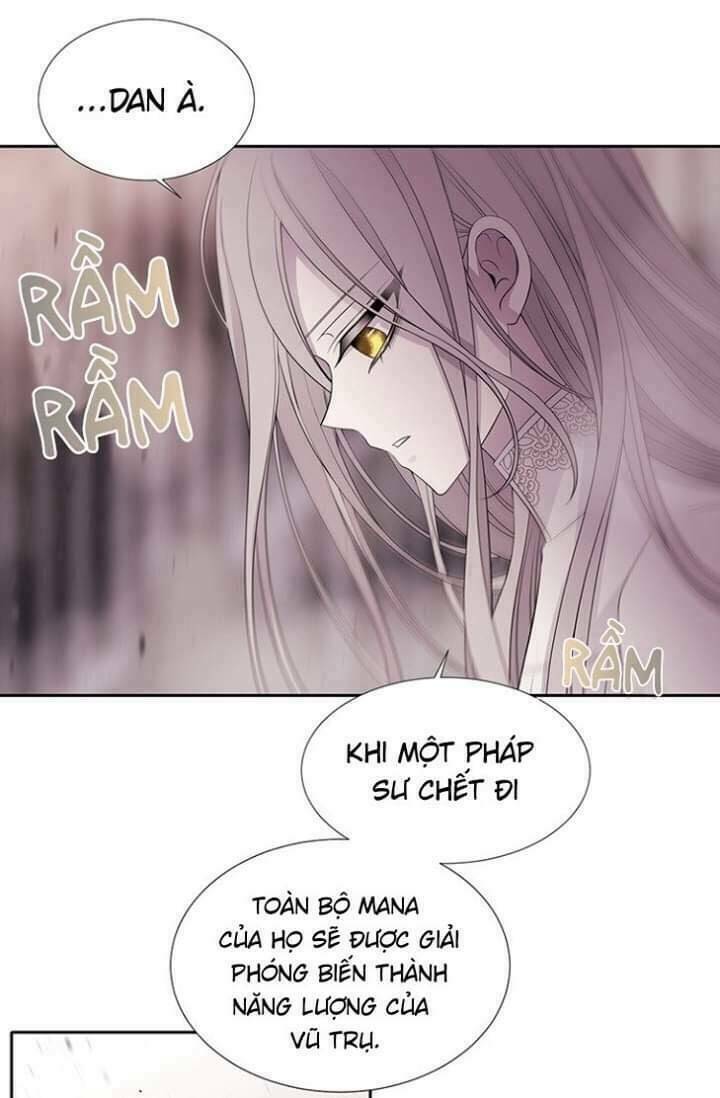 ...DAN À.
RẦM
RẦM
RẦM
KHI MỘT PHÁP
SƯ CHẾT ĐI
TOÀN BỘ MANA
CỦA HỌ SẼ ĐƯỢC GIẢI
PHÓNG BIẾN THÀNH
NĂNG LƯỢNG CỦA
VŨ TRỤ.